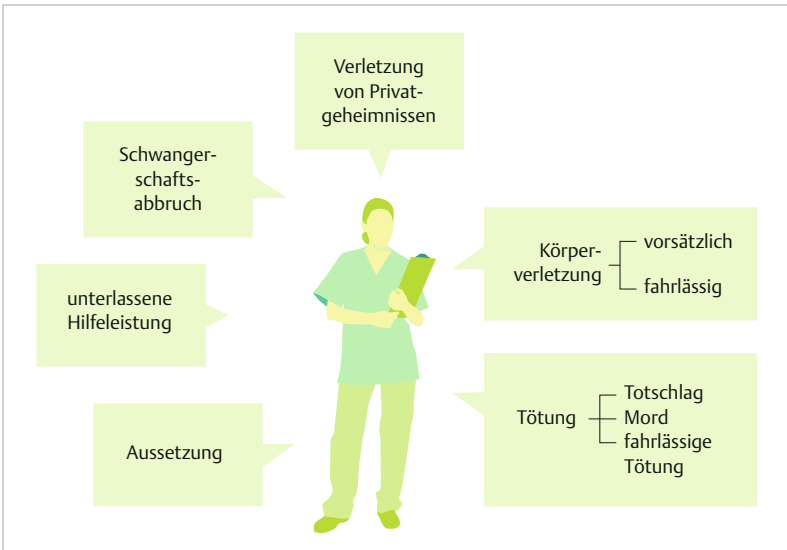 Verletzung
von Privat-
geheimnissen
Schwanger-
schafts-
abbruch
Körper-
verletzung
vorsätzlich
fahrlässig
unterlassene
Hilfeleistung
Tötung
Totschlag
Mord
fahrlässige
Tötung
Aussetzung